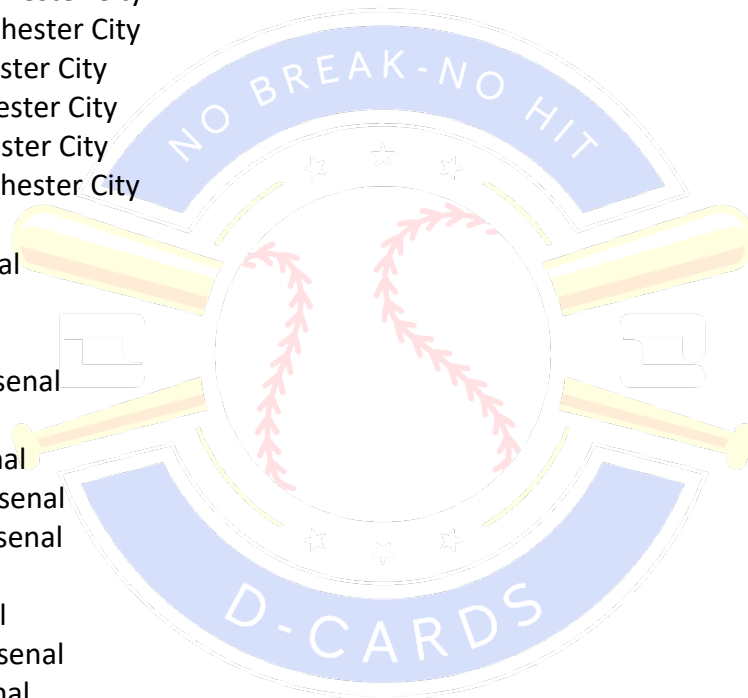 hester City
ster City
ester City
ster City
hester City
al
senal
nal
senal
senal
l
senal
nal
NO BREAK-NO HIT
D-CARDS